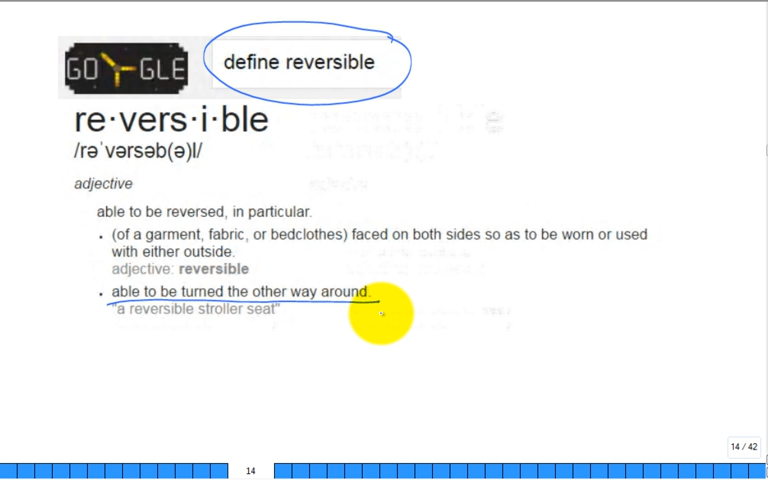 GOOGLE define reversible
re·vers·i·ble
/rəˈvərsəb(ə)l/
adjective
able to be reversed, in particular.
• (of a garment, fabric, or bedclothes) faced on both sides so as to be worn or used
with either outside.
adjective: reversible
• able to be turned the other way around.
"a reversible stroller seat"
14 / 42
14